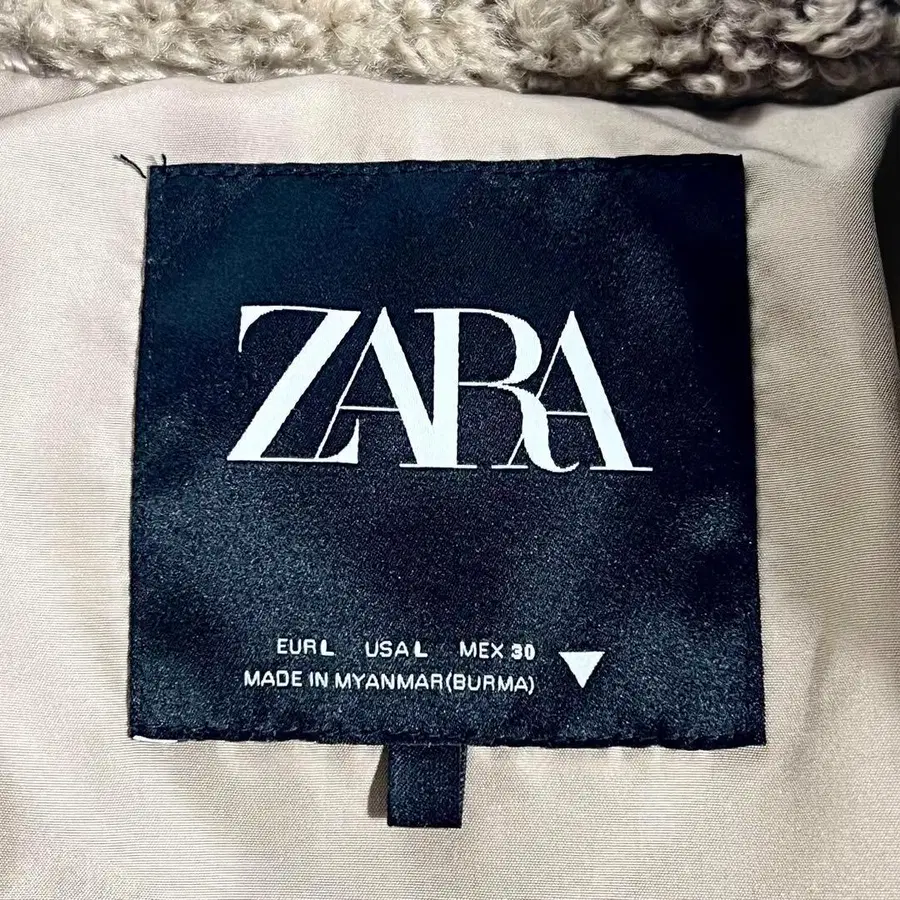 ZARA
EUR L USA L MEX 30
MADE IN MYANMAR(BURMA)